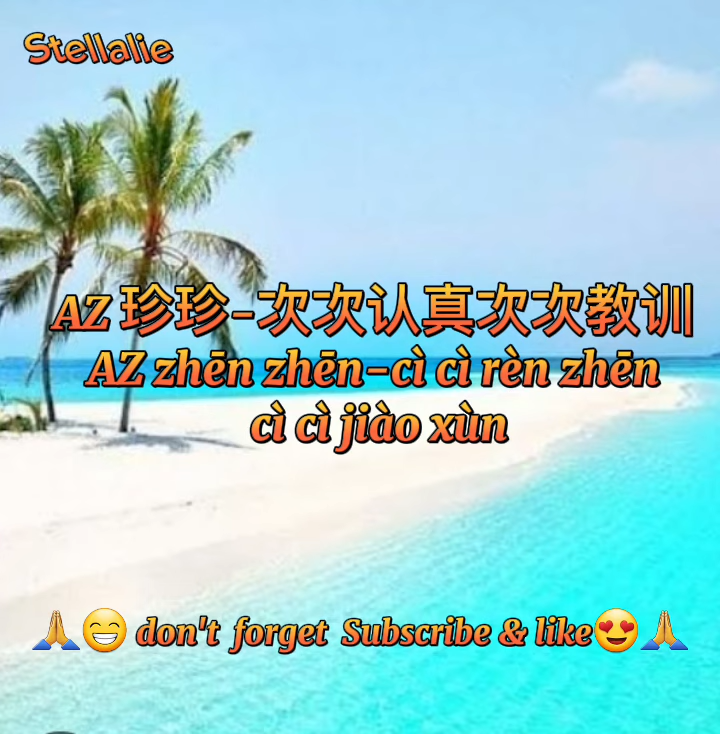 Stellalie
AZ 珍珍-次次认真次次教训
AZ zhēn zhēn-cì cì rèn zhēn
cì cì jiào xùn
🙏😁 don't forget Subscribe & like😍🙏